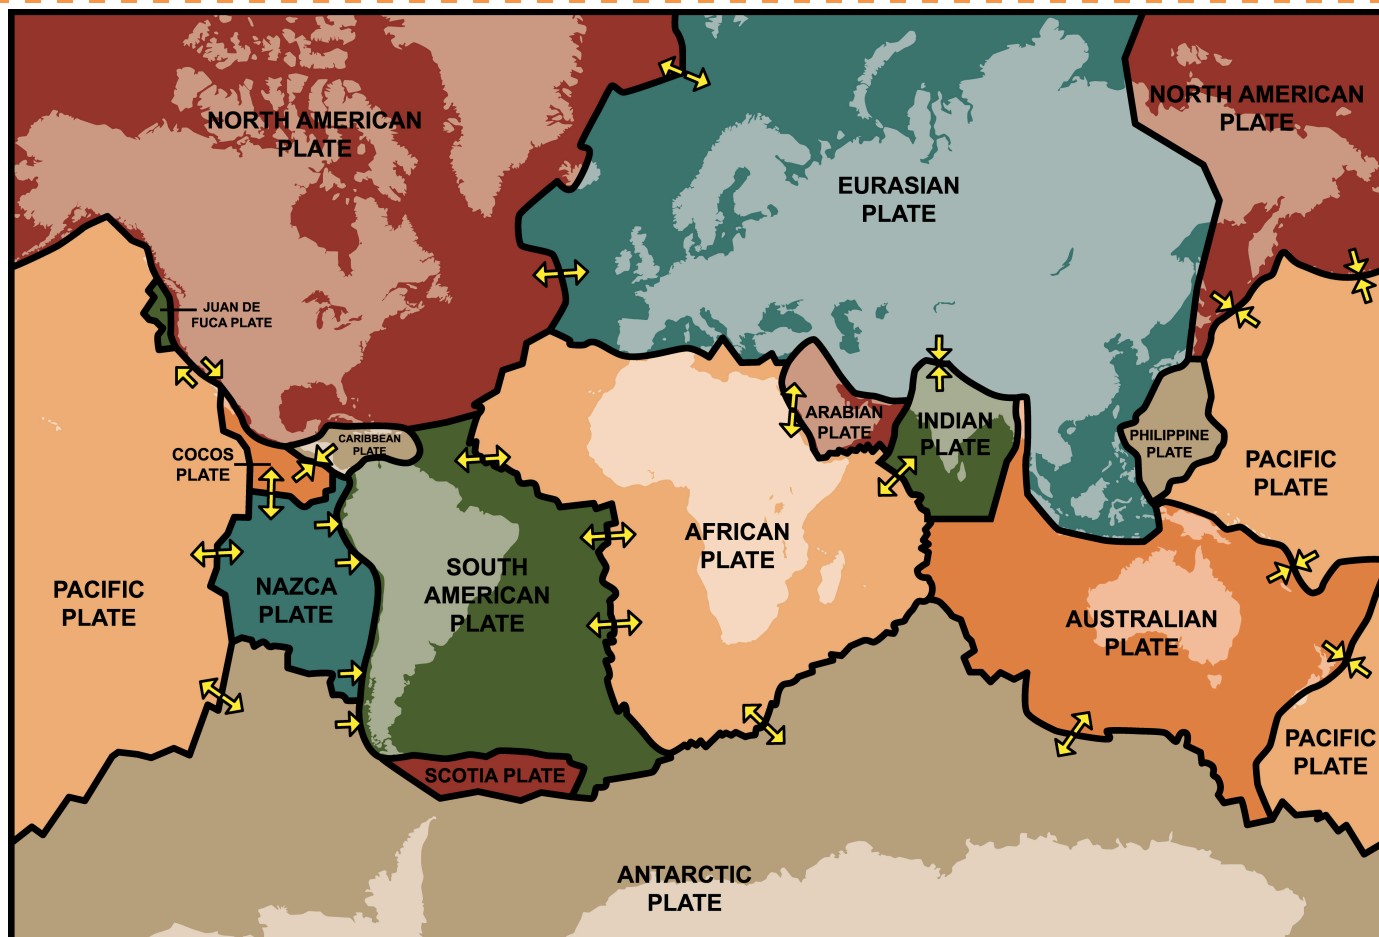 NORTH AMERICAN
PLATE
NORTH AMERICAN
PLATE
EURASIAN
PLATE
JUAN DE
FUCA PLATE
CARIBBEAN
PLATE
COCOS
PLATE
ARABIAN
PLATE
INDIAN
PLATE
PHILIPPINE
PLATE
PACIFIC
PLATE
AFRICAN
PLATE
PACIFIC
PLATE
NAZCA
PLATE
SOUTH
AMERICAN
PLATE
AUSTRALIAN
PLATE
PACIFIC
PLATE
SCOTIA PLATE
ANTARCTIC
PLATE